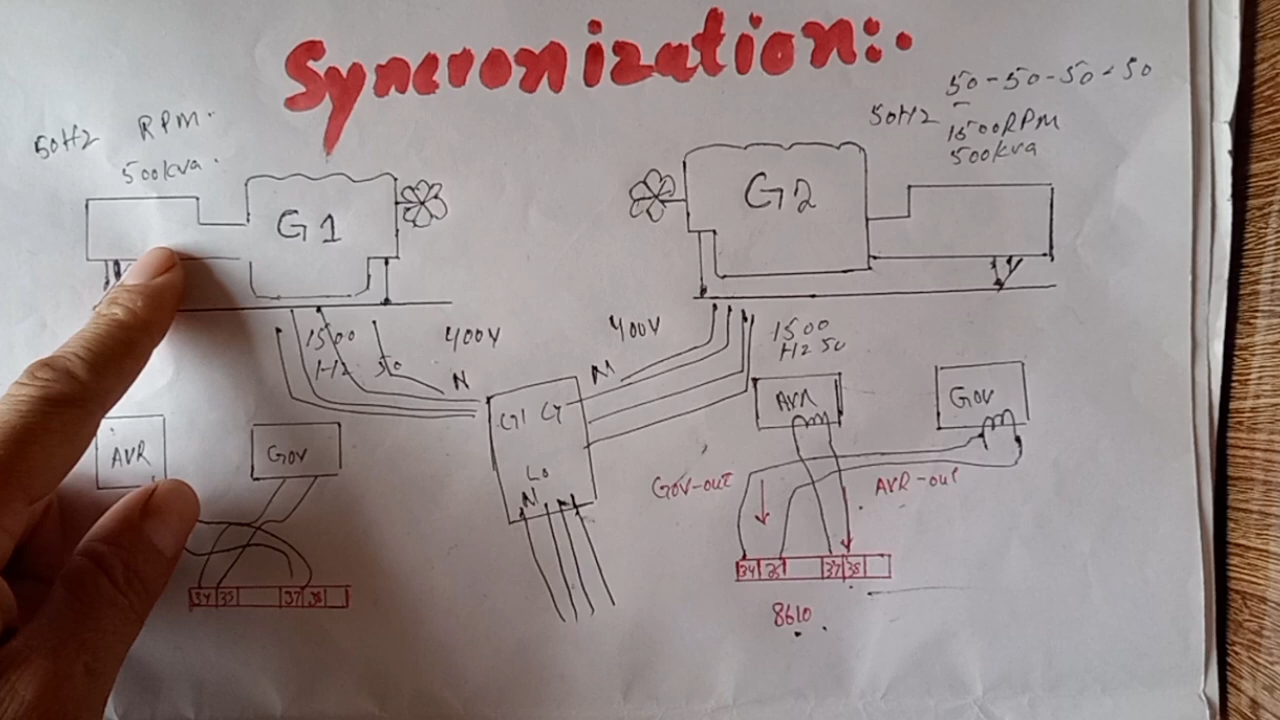 Syncronization:.
50-50-50-50
50Hz RPM.
500kva.
50Hz
1500RPM
500kva
G1
G2
1500
Hz 50
400V
N
400V
N
1500
Hz 50
AVR
Gov
G1
Lo
N
AVR
Gov
Gov-out
AVR-out
34 35 37 38
34 35 37 38
8610